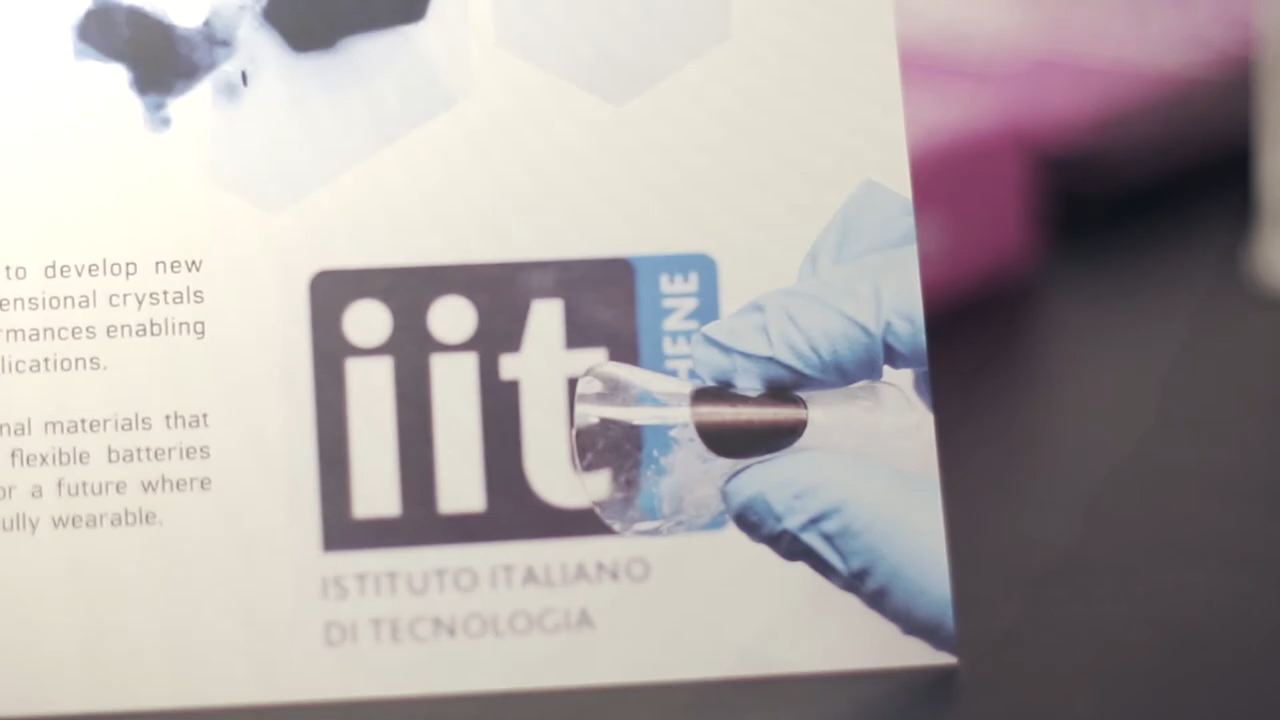 to develop new
ensional crystals
rmances enabling
lications.
nal materials that
flexible batteries
or a future where
ully wearable.
iit
HENE
ISTITUTO ITALIANO
DI TECNOLOGIA